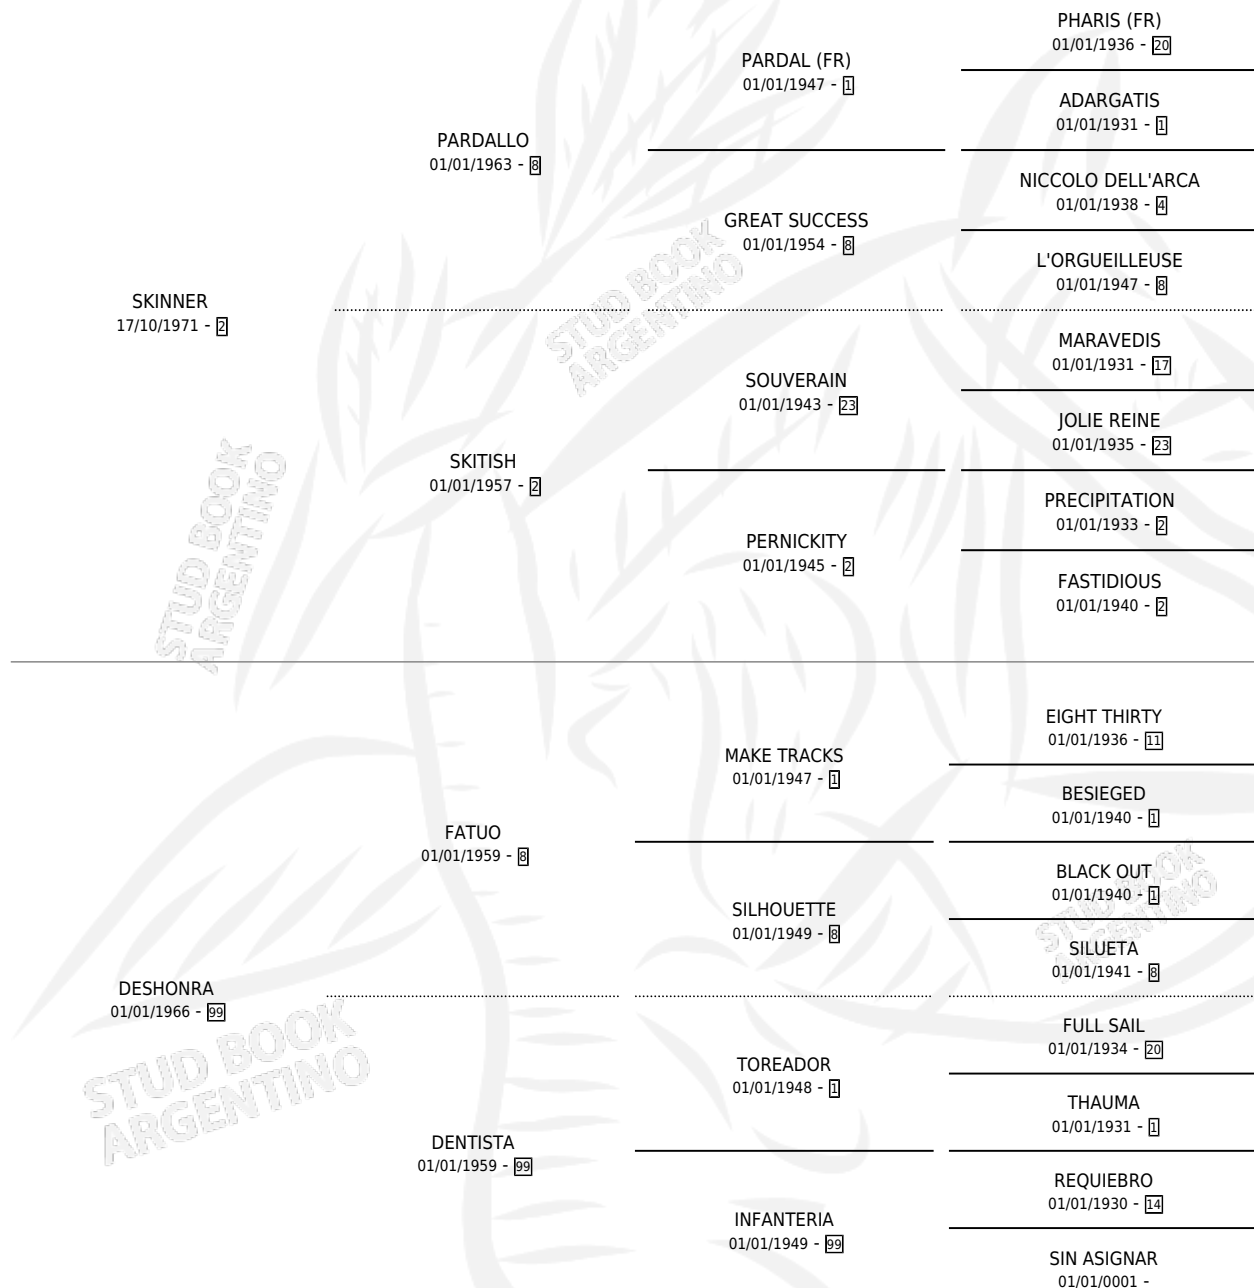 PHARIS (FR)
01/01/1936 - 20
PARDAL (FR)
01/01/1947 - 1
ADARGATIS
01/01/1931 - 1
PARDALLO
01/01/1963 - 8
NICCOLO DELL'ARCA
01/01/1938 - 4
GREAT SUCCESS
01/01/1954 - 8
L'ORGUEILLEUSE
01/01/1947 - 8
SKINNER
17/10/1971 - 2
MARAVEDIS
01/01/1931 - 17
SOUVERAIN
01/01/1943 - 23
JOLIE REINE
01/01/1935 - 23
SKITISH
01/01/1957 - 2
PRECIPITATION
01/01/1933 - 2
PERNICKITY
01/01/1945 - 2
FASTIDIOUS
01/01/1940 - 2
EIGHT THIRTY
01/01/1936 - 11
MAKE TRACKS
01/01/1947 - 1
BESIEGED
01/01/1940 - 1
FATUO
01/01/1959 - 8
BLACK OUT
01/01/1940 - 1
SILHOUETTE
01/01/1949 - 8
SILUETA
01/01/1941 - 8
DESHONRA
01/01/1966 - 99
FULL SAIL
01/01/1934 - 20
TOREADOR
01/01/1948 - 1
THAUMA
01/01/1931 - 1
DENTISTA
01/01/1959 - 99
REQUIEBRO
01/01/1930 - 14
INFANTERIA
01/01/1949 - 99
SIN ASIGNAR
01/01/0001 -
STUD BOOK
ARGENTINO
STUD BOOK
ARGENTINO
STUD BOOK
ARGENTINO
STUD BOOK
ARGENTINO